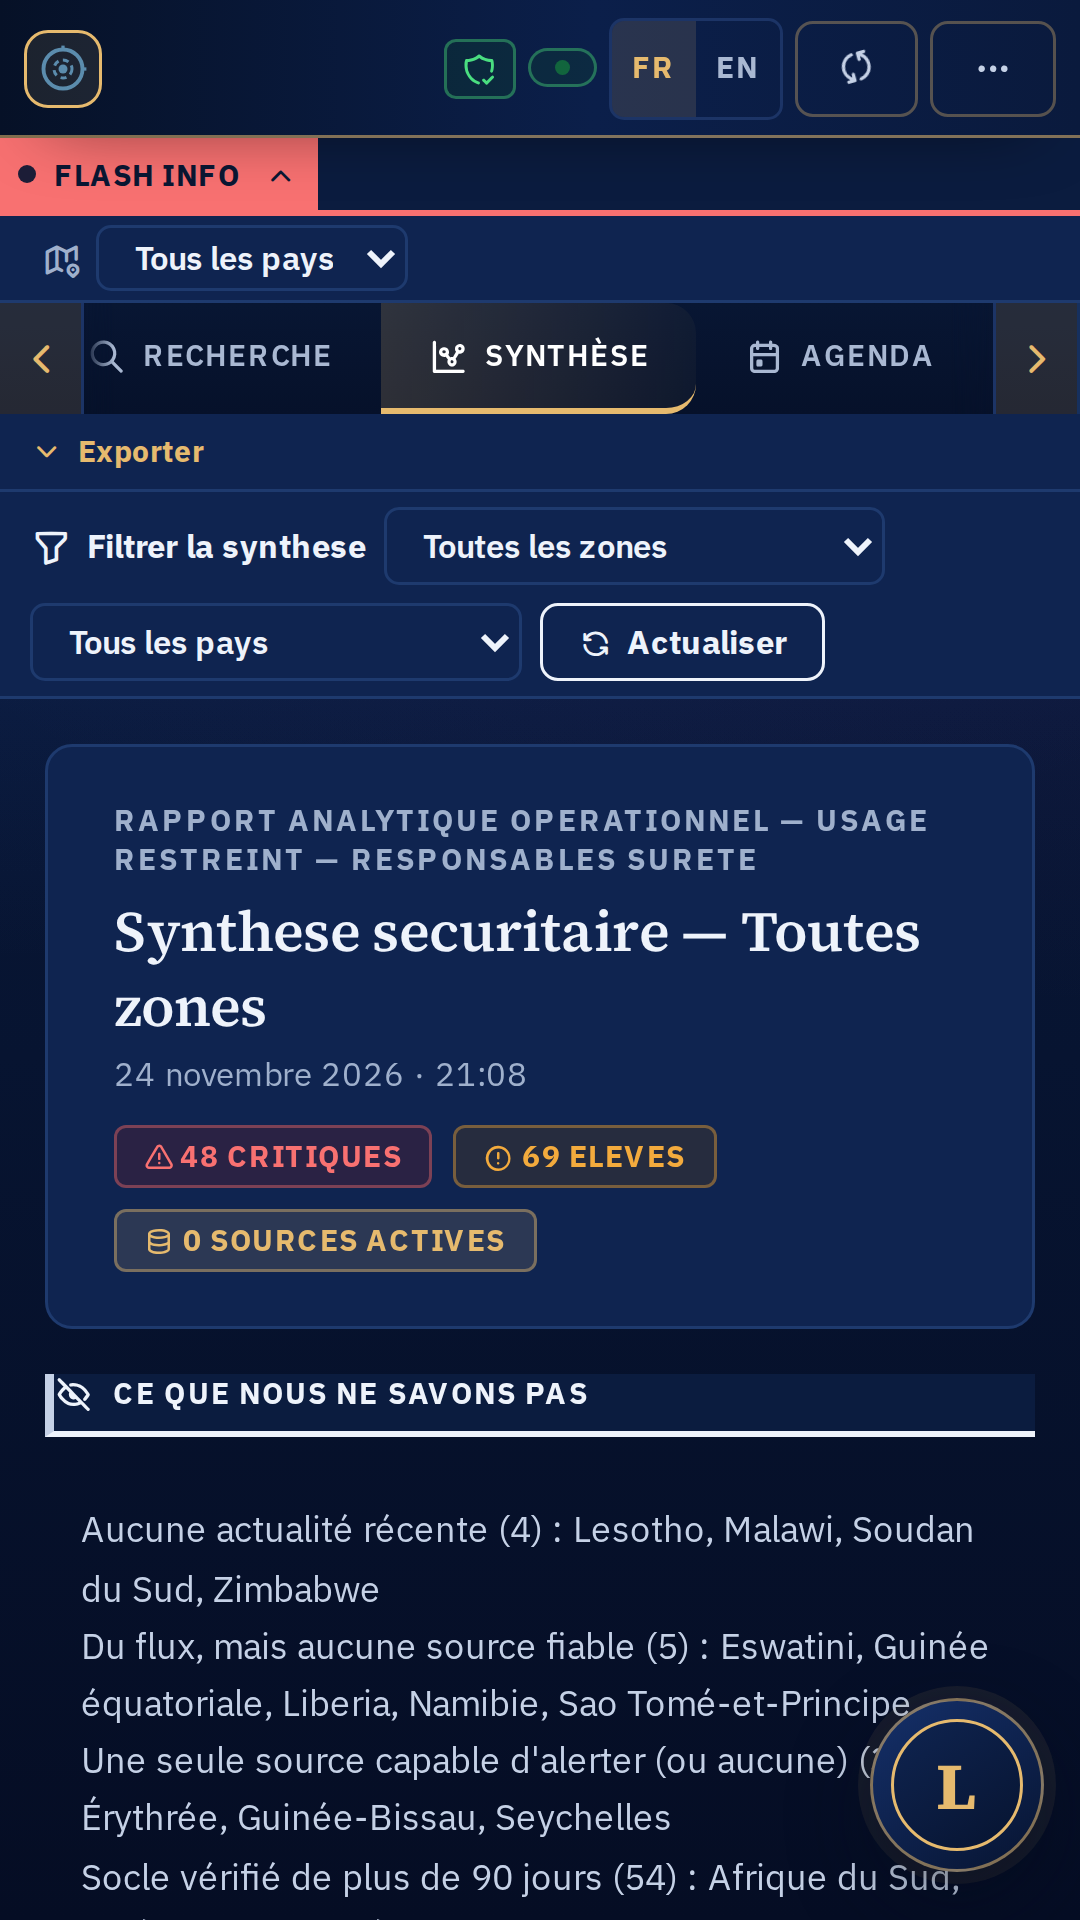 FR EN
FLASH INFO
Tous les pays
RECHERCHE SYNTHÈSE AGENDA
Exporter
Filtrer la synthese Toutes les zones
Tous les pays Actualiser
RAPPORT ANALYTIQUE OPERATIONNEL — USAGE
RESTREINT — RESPONSABLES SURETE
Synthese securitaire — Toutes
zones
24 novembre 2026 · 21:08
48 CRITIQUES 69 ELEVES
0 SOURCES ACTIVES
CE QUE NOUS NE SAVONS PAS
Aucune actualité récente (4) : Lesotho, Malawi, Soudan
du Sud, Zimbabwe
Du flux, mais aucune source fiable (5) : Eswatini, Guinée
équatoriale, Liberia, Namibie, Sao Tomé-et-Principe
Une seule source capable d'alerter (ou aucune)
Érythrée, Guinée-Bissau, Seychelles
L
Socle vérifié de plus de 90 jours (54) : Afrique du Sud,